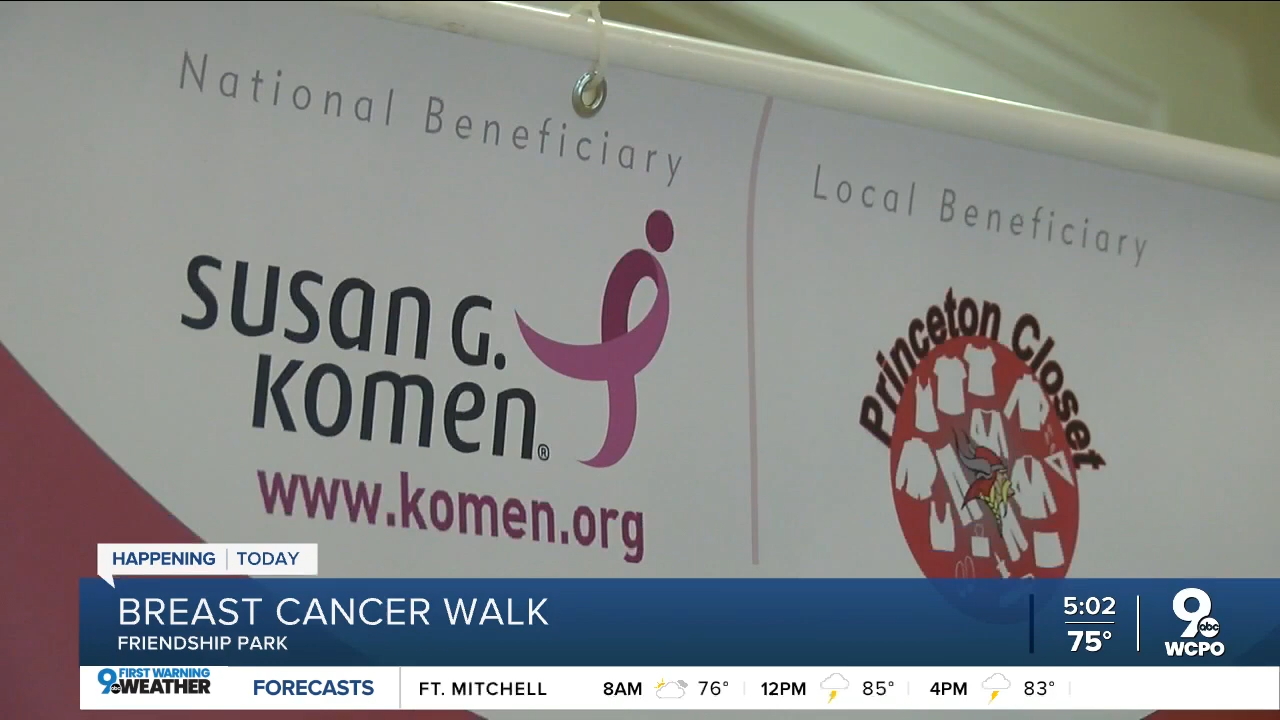 National Beneficiary
Local Beneficiary
susan G.
komen®
www.komen.org
Princeton Closet
HAPPENING | TODAY
BREAST CANCER WALK
FRIENDSHIP PARK
5:02
75°
9 abc
WCPO
9 abc FIRST WARNING
WEATHER
FORECASTS
FT. MITCHELL
8AM 76° 12PM 85° 4PM 83°